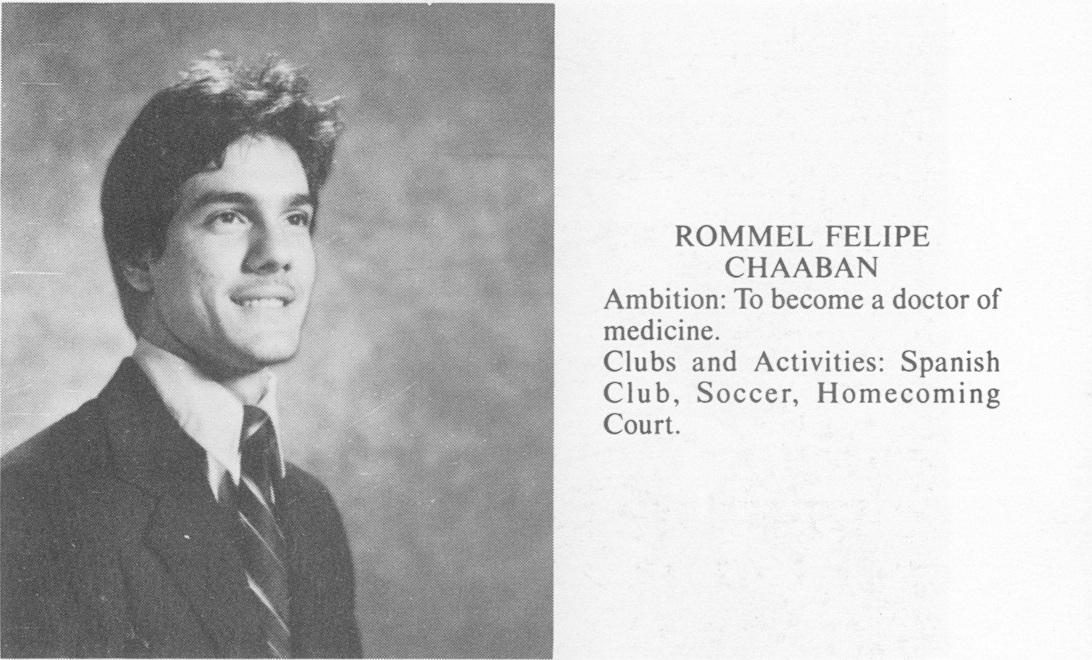 ROMMEL FELIPE
CHAABAN
Ambition: To become a doctor of
medicine.
Clubs and Activities: Spanish
Club, Soccer, Homecoming
Court.